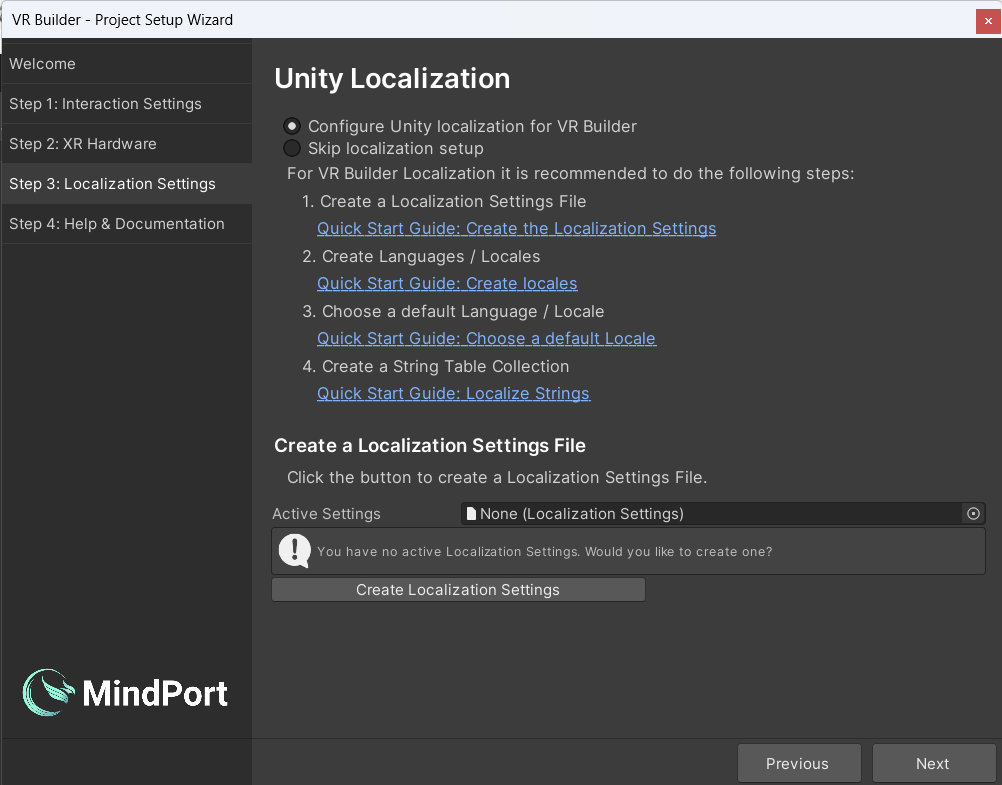 VR Builder - Project Setup Wizard
Welcome
Step 1: Interaction Settings
Step 2: XR Hardware
Step 3: Localization Settings
Step 4: Help & Documentation
MindPort
Unity Localization
Configure Unity localization for VR Builder
Skip localization setup
For VR Builder Localization it is recommended to do the following steps:
1. Create a Localization Settings File
Quick Start Guide: Create the Localization Settings
2. Create Languages / Locales
Quick Start Guide: Create locales
3. Choose a default Language / Locale
Quick Start Guide: Choose a default Locale
4. Create a String Table Collection
Quick Start Guide: Localize Strings
Create a Localization Settings File
Click the button to create a Localization Settings File.
Active Settings None (Localization Settings)
You have no active Localization Settings. Would you like to create one?
Create Localization Settings
Previous Next